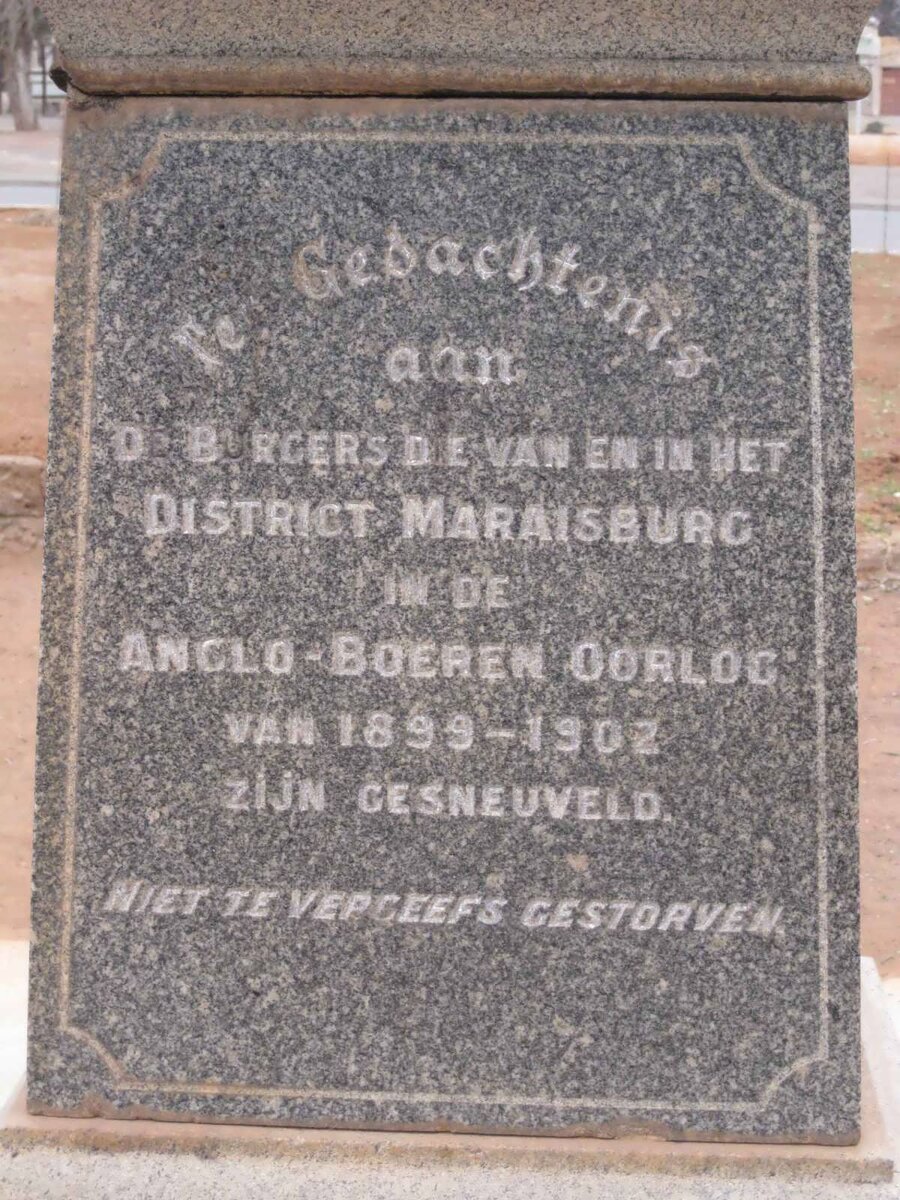 Te Gedachtenis
aan
DE BURGERS DIE VAN EN IN HET
DISTRICT MARAISBURG
IN DE
ANGLO-BOEREN OORLOG
VAN 1899-1902
ZIJN GESNEUVELD.
NIET TE VERGEEFS GESTORVEN.